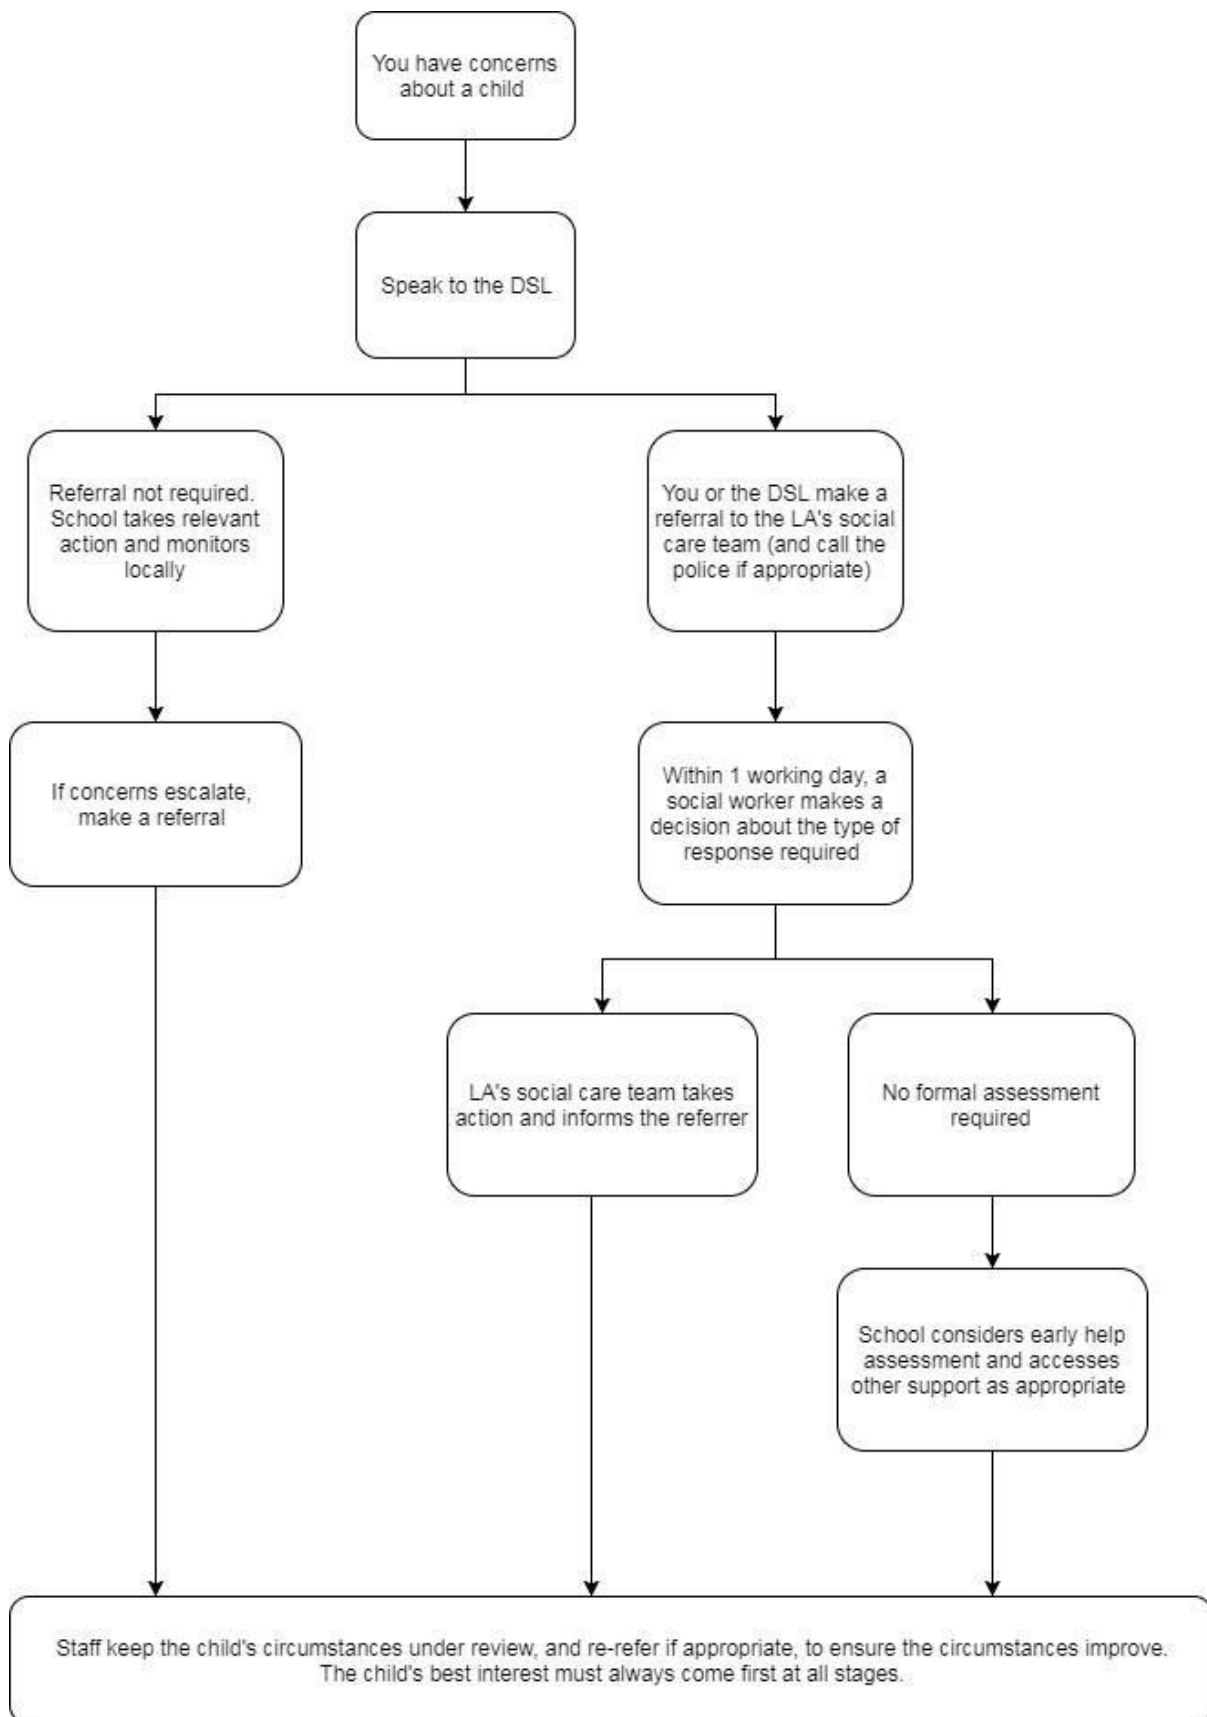 You have concerns
about a child
Speak to the DSL
Referral not required.
School takes relevant
action and monitors
locally
You or the DSL make a
referral to the LA's social
care team (and call the
police if appropriate)
If concerns escalate,
make a referral
Within 1 working day, a
social worker makes a
decision about the type of
response required
LA's social care team takes
action and informs the referrer
No formal assessment
required
School considers early help
assessment and accesses
other support as appropriate
Staff keep the child's circumstances under review, and re-refer if appropriate, to ensure the circumstances improve.
The child's best interest must always come first at all stages.